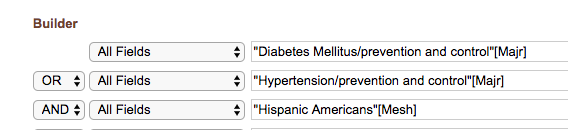 Builder
All Fields "Diabetes Mellitus/prevention and control"[Majr]
OR All Fields "Hypertension/prevention and control"[Majr]
AND All Fields "Hispanic Americans"[Mesh]